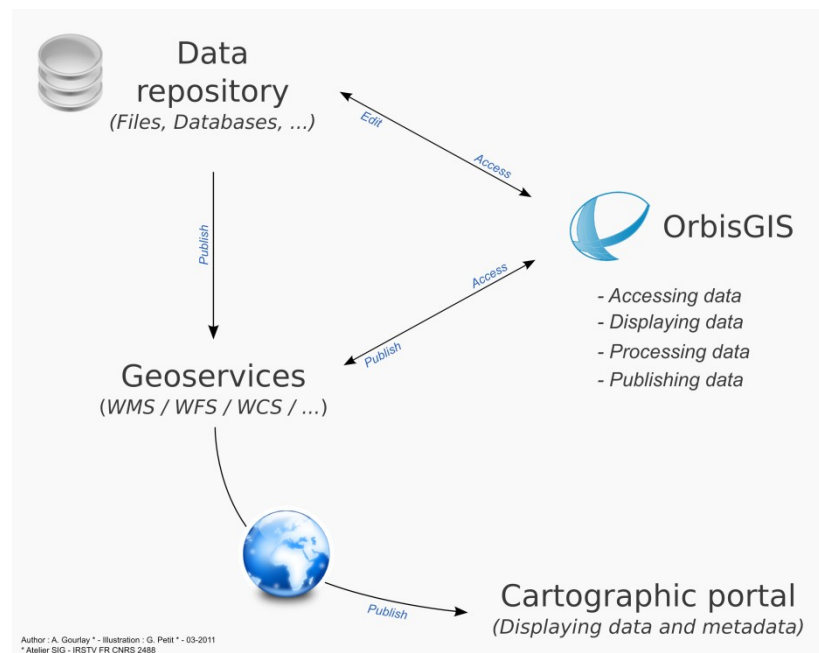 Data
repository
(Files, Databases, ...)
Edit
Access
Publish
OrbisGIS
- Accessing data
- Displaying data
- Processing data
- Publishing data
Access
Publish
Geoservices
(WMS / WFS / WCS / ...)
Publish
Cartographic portal
(Displaying data and metadata)
Author : A. Gourlay * - Illustration : G. Petit * - 03-2011
* Atelier SIG - IRSTV FR CNRS 2488